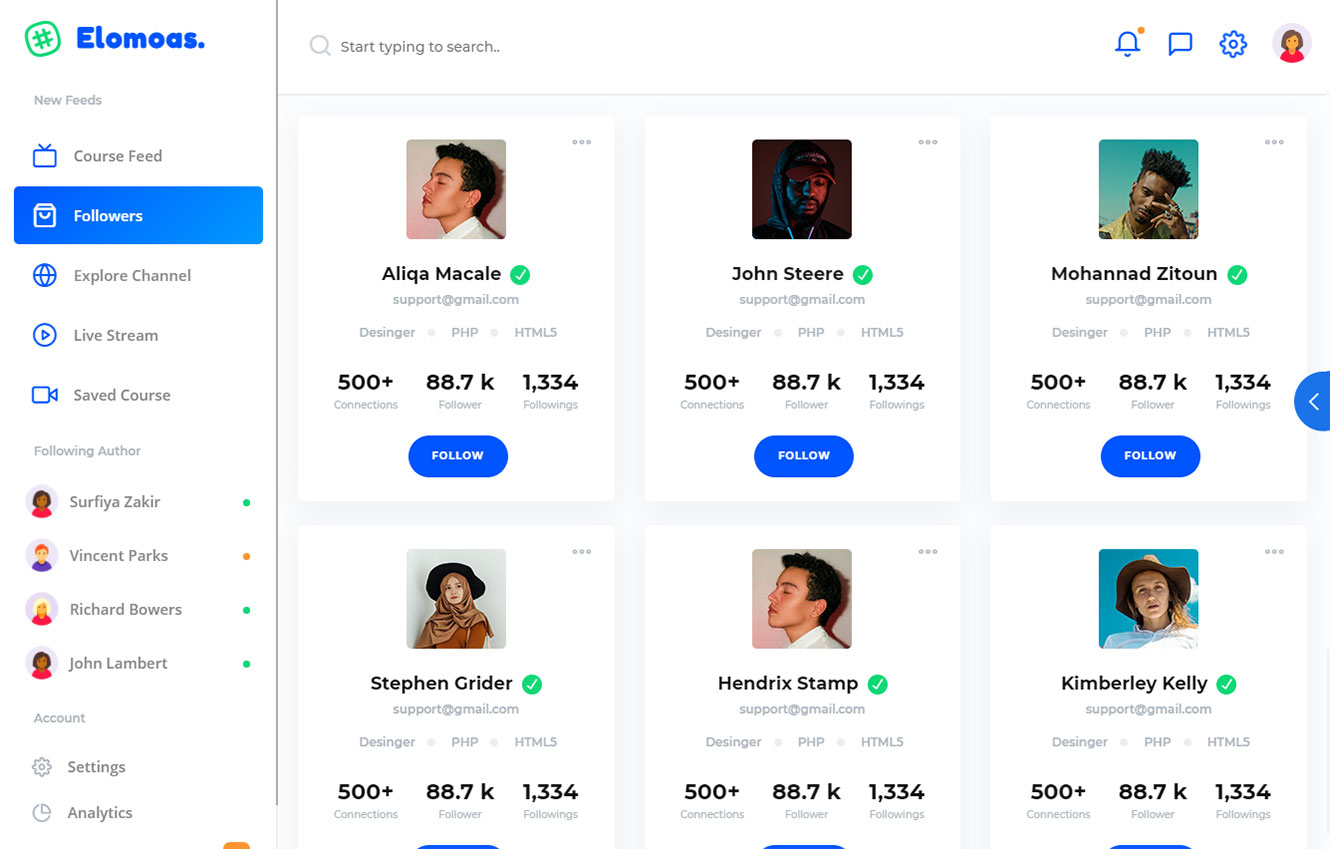 Elomoas.
Start typing to search..
New Feeds
Course Feed
Followers
Explore Channel
Live Stream
Saved Course
Following Author
Surfiya Zakir
Vincent Parks
Richard Bowers
John Lambert
Account
Settings
Analytics
Aliqa Macale
support@gmail.com
Desinger PHP HTML5
500+ 88.7 k 1,334
Connections Follower Followings
FOLLOW
John Steere
support@gmail.com
Desinger PHP HTML5
500+ 88.7 k 1,334
Connections Follower Followings
FOLLOW
Mohannad Zitoun
support@gmail.com
Desinger PHP HTML5
500+ 88.7 k 1,334
Connections Follower Followings
FOLLOW
Stephen Grider
support@gmail.com
Desinger PHP HTML5
500+ 88.7 k 1,334
Connections Follower Followings
Hendrix Stamp
support@gmail.com
Desinger PHP HTML5
500+ 88.7 k 1,334
Connections Follower Followings
Kimberley Kelly
support@gmail.com
Desinger PHP HTML5
500+ 88.7 k 1,334
Connections Follower Followings